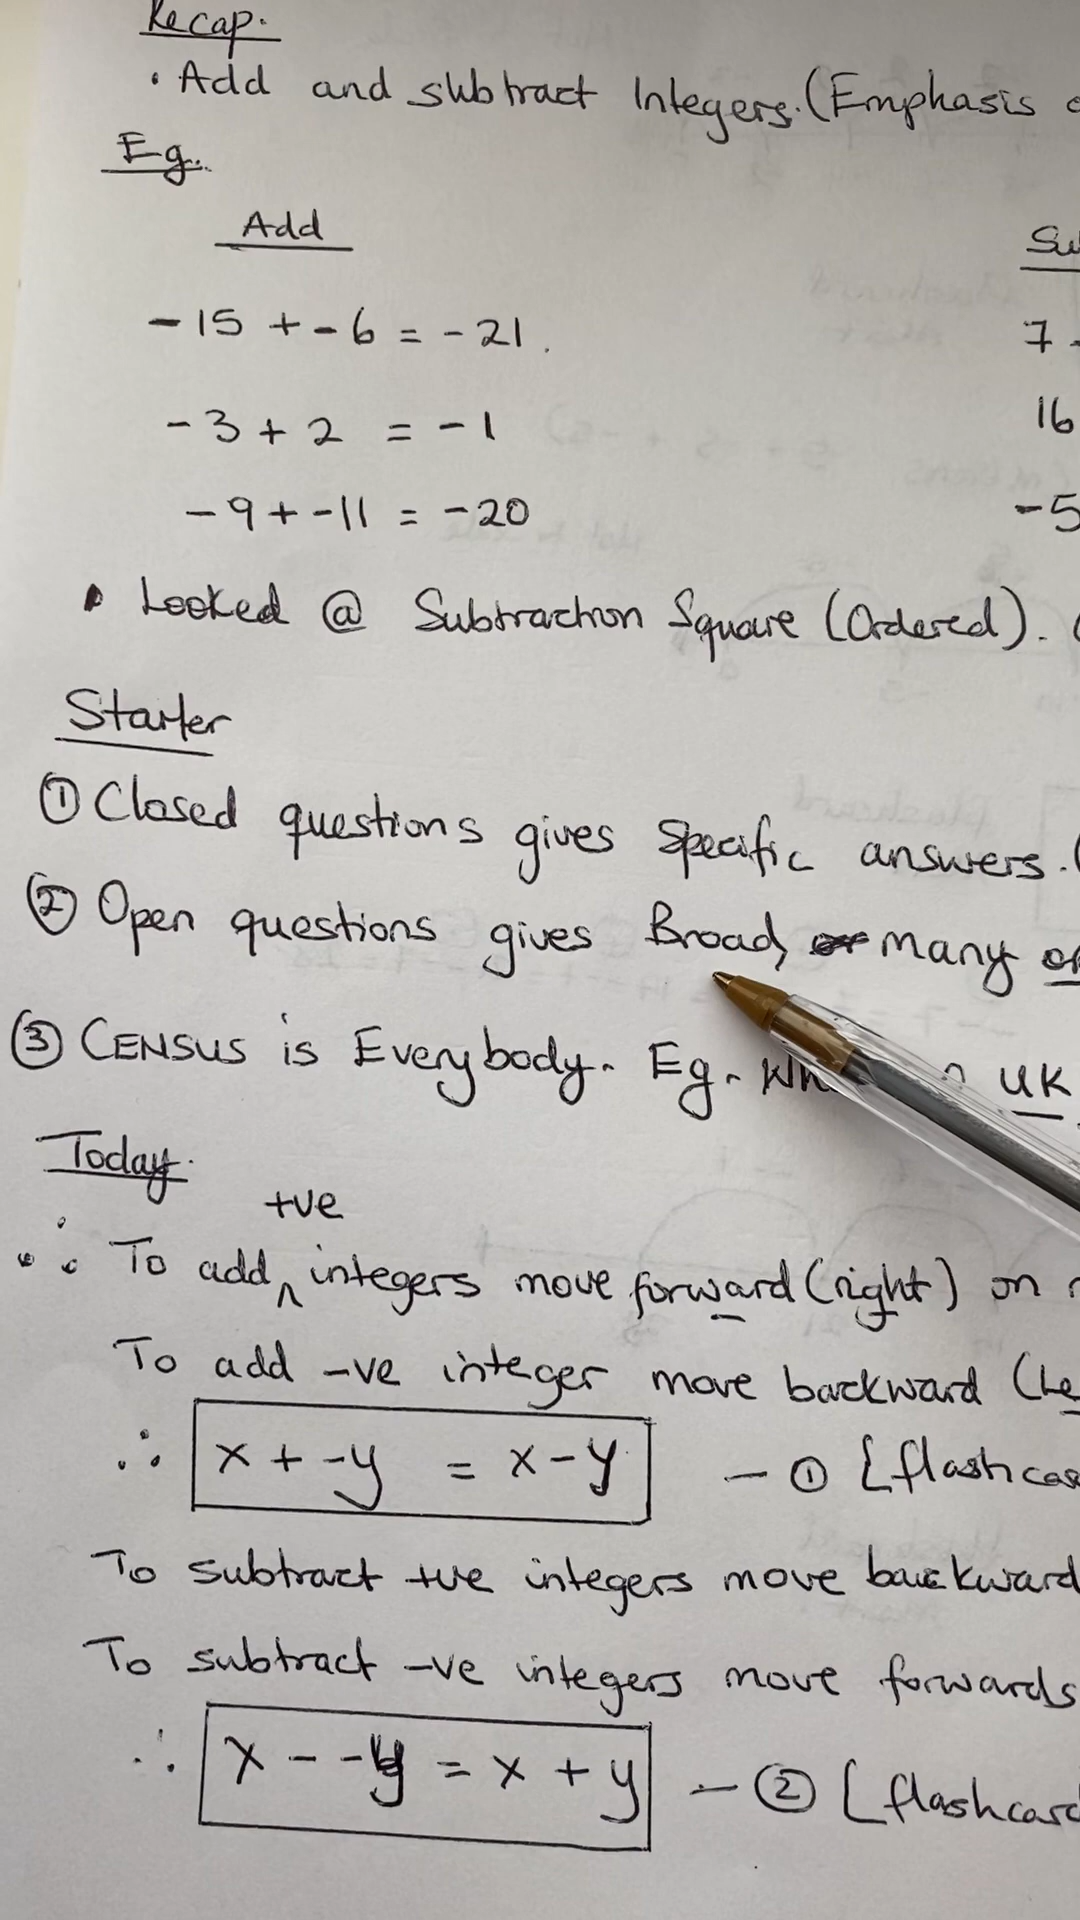 Recap.
• Add and subtract Integers. (Emphasis
Eg.
Add
-15 + -6 = -21.
7
-3 + 2 = -1
16
-9 + -11 = -20
-5
• Looked @ Subtraction Square (Ordered). (
Starter
① Closed questions gives specific answers. (
② Open questions gives Broad, or many or
③ CENSUS is Everybody. Eg. UK
Today.
+ve
∴ To add ∧ integers move forward (right) on
To add -ve integer move backward (
∴ x + -y = x - y - ① [flashcar
To subtract +ve integers move backward
To subtract -ve integers move forwards
∴ x - -y = x + y - ② [flashcard